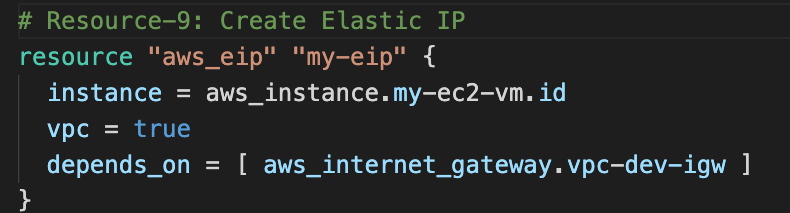 # Resource-9: Create Elastic IP
resource "aws_eip" "my-eip" {
  instance = aws_instance.my-ec2-vm.id
  vpc = true
  depends_on = [ aws_internet_gateway.vpc-dev-igw ]
}